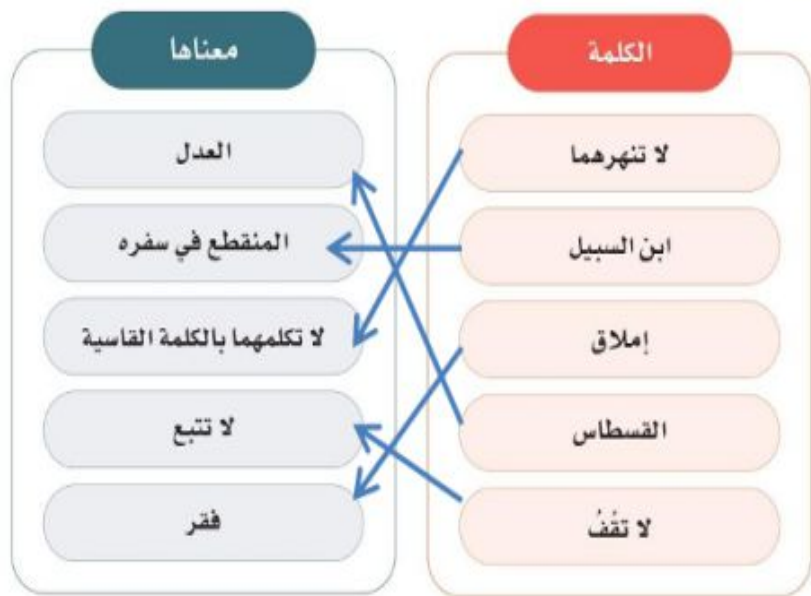 الكلمة
لا تنهرهما
ابن السبيل
إملاق
القسطاس
لا تقْفُ
معناها
العدل
المنقطع في سفره
لا تكلمهما بالكلمة القاسية
لا تتبع
فقر